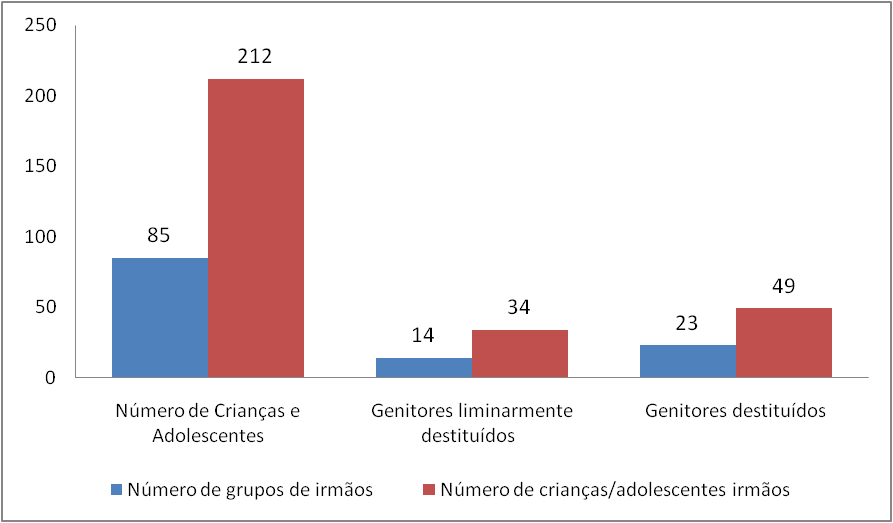 250
200
150
100
50
0
212
85
14
34
23
49
Número de Crianças e
Adolescentes
Genitores liminarmente
destituídos
Genitores destituídos
Número de grupos de irmãos
Número de crianças/adolescentes irmãos